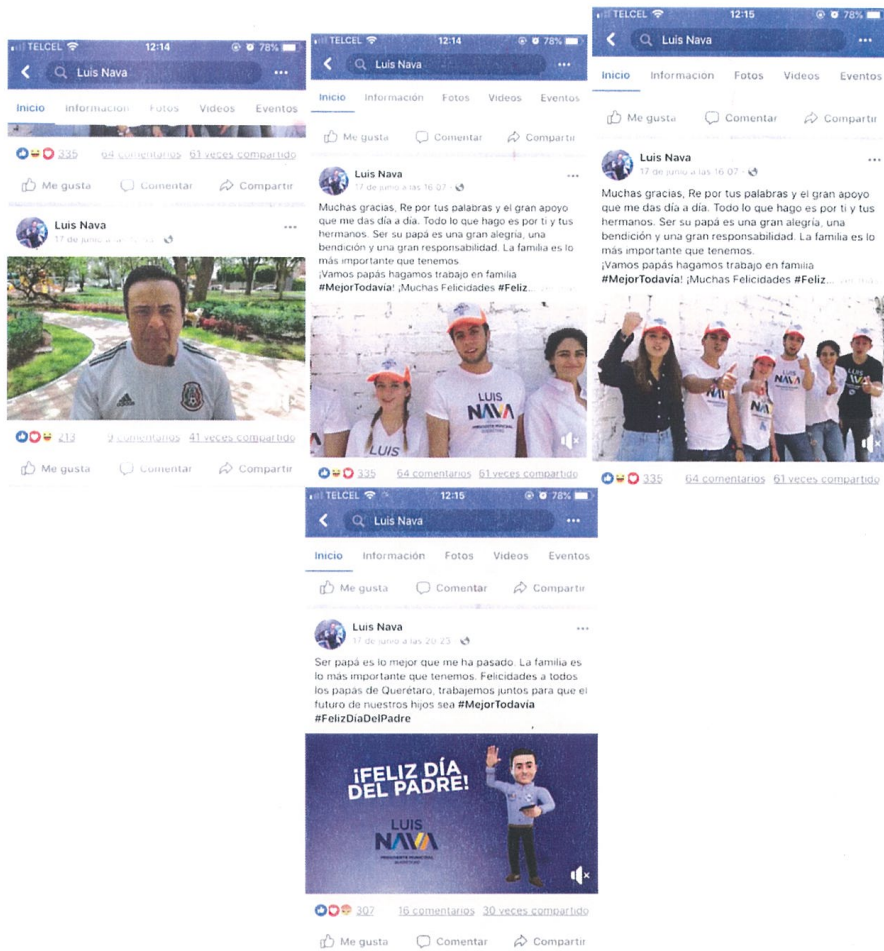 TELCEL 12:14 78%
Luis Nava
Inicio Información Fotos Videos Eventos
335 64 comentarios 61 veces compartido
Me gusta Comentar Compartir
Luis Nava
17 de junio a las
213 9 comentarios 41 veces compartido
Me gusta Comentar Compartir
TELCEL 12:14 78%
Luis Nava
Inicio Información Fotos Videos Eventos
Me gusta Comentar Compartir
Luis Nava
17 de junio a las 16:07
Muchas gracias, Re por tus palabras y el gran apoyo
que me das día a día. Todo lo que hago es por ti y tus
hermanos. Ser su papá es una gran alegría, una
bendición y una gran responsabilidad. La familia es lo
más importante que tenemos
¡Vamos papás hagamos trabajo en familia
#MejorTodavía! ¡Muchas Felicidades #Feliz...
LUIS
LUIS
NAVA
PRESIDENTE MUNICIPAL
QUERÉTARO
335 64 comentarios 61 veces compartido
TELCEL 12:15 78%
Luis Nava
Inicio Información Fotos Videos Eventos
Me gusta Comentar Compartir
Luis Nava
17 de junio a las 16:07
Muchas gracias, Re por tus palabras y el gran apoyo
que me das día a día. Todo lo que hago es por ti y tus
hermanos. Ser su papá es una gran alegría, una
bendición y una gran responsabilidad. La familia es lo
más importante que tenemos.
¡Vamos papás hagamos trabajo en familia
#MejorTodavía! ¡Muchas Felicidades #Feliz... ver más
LUIS
NAVA
335 64 comentarios 61 veces compartido
TELCEL 12:15 78%
Luis Nava
Inicio Información Fotos Videos Eventos
Me gusta Comentar Compartir
Luis Nava
17 de junio a las 20:23
Ser papá es lo mejor que me ha pasado. La familia es
lo más importante que tenemos. Felicidades a todos
los papás de Querétaro, trabajemos juntos para que el
futuro de nuestros hijos sea #MejorTodavía
#FelizDíaDelPadre
¡FELIZ DÍA
DEL PADRE!
LUIS
NAVA
PRESIDENTE MUNICIPAL
QUERÉTARO
307 16 comentarios 30 veces compartido
Me gusta Comentar Compartir